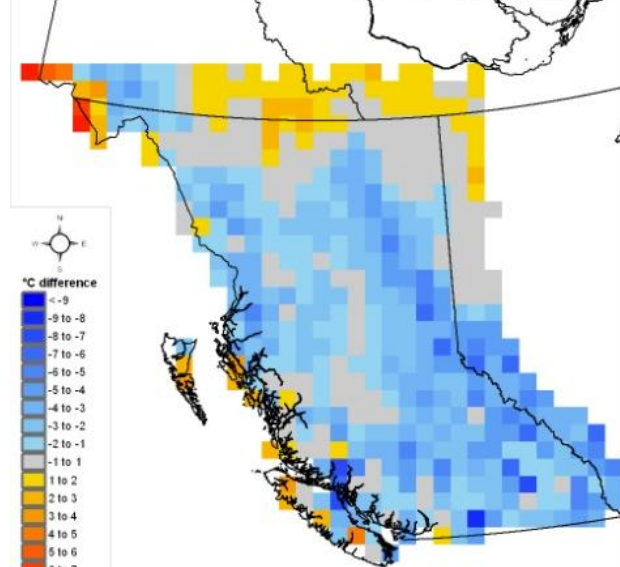 N
W E
S
°C difference
< -9
-9 to -8
-8 to -7
-7 to -6
-6 to -5
-5 to -4
-4 to -3
-3 to -2
-2 to -1
-1 to 1
1 to 2
2 to 3
3 to 4
4 to 5
5 to 6